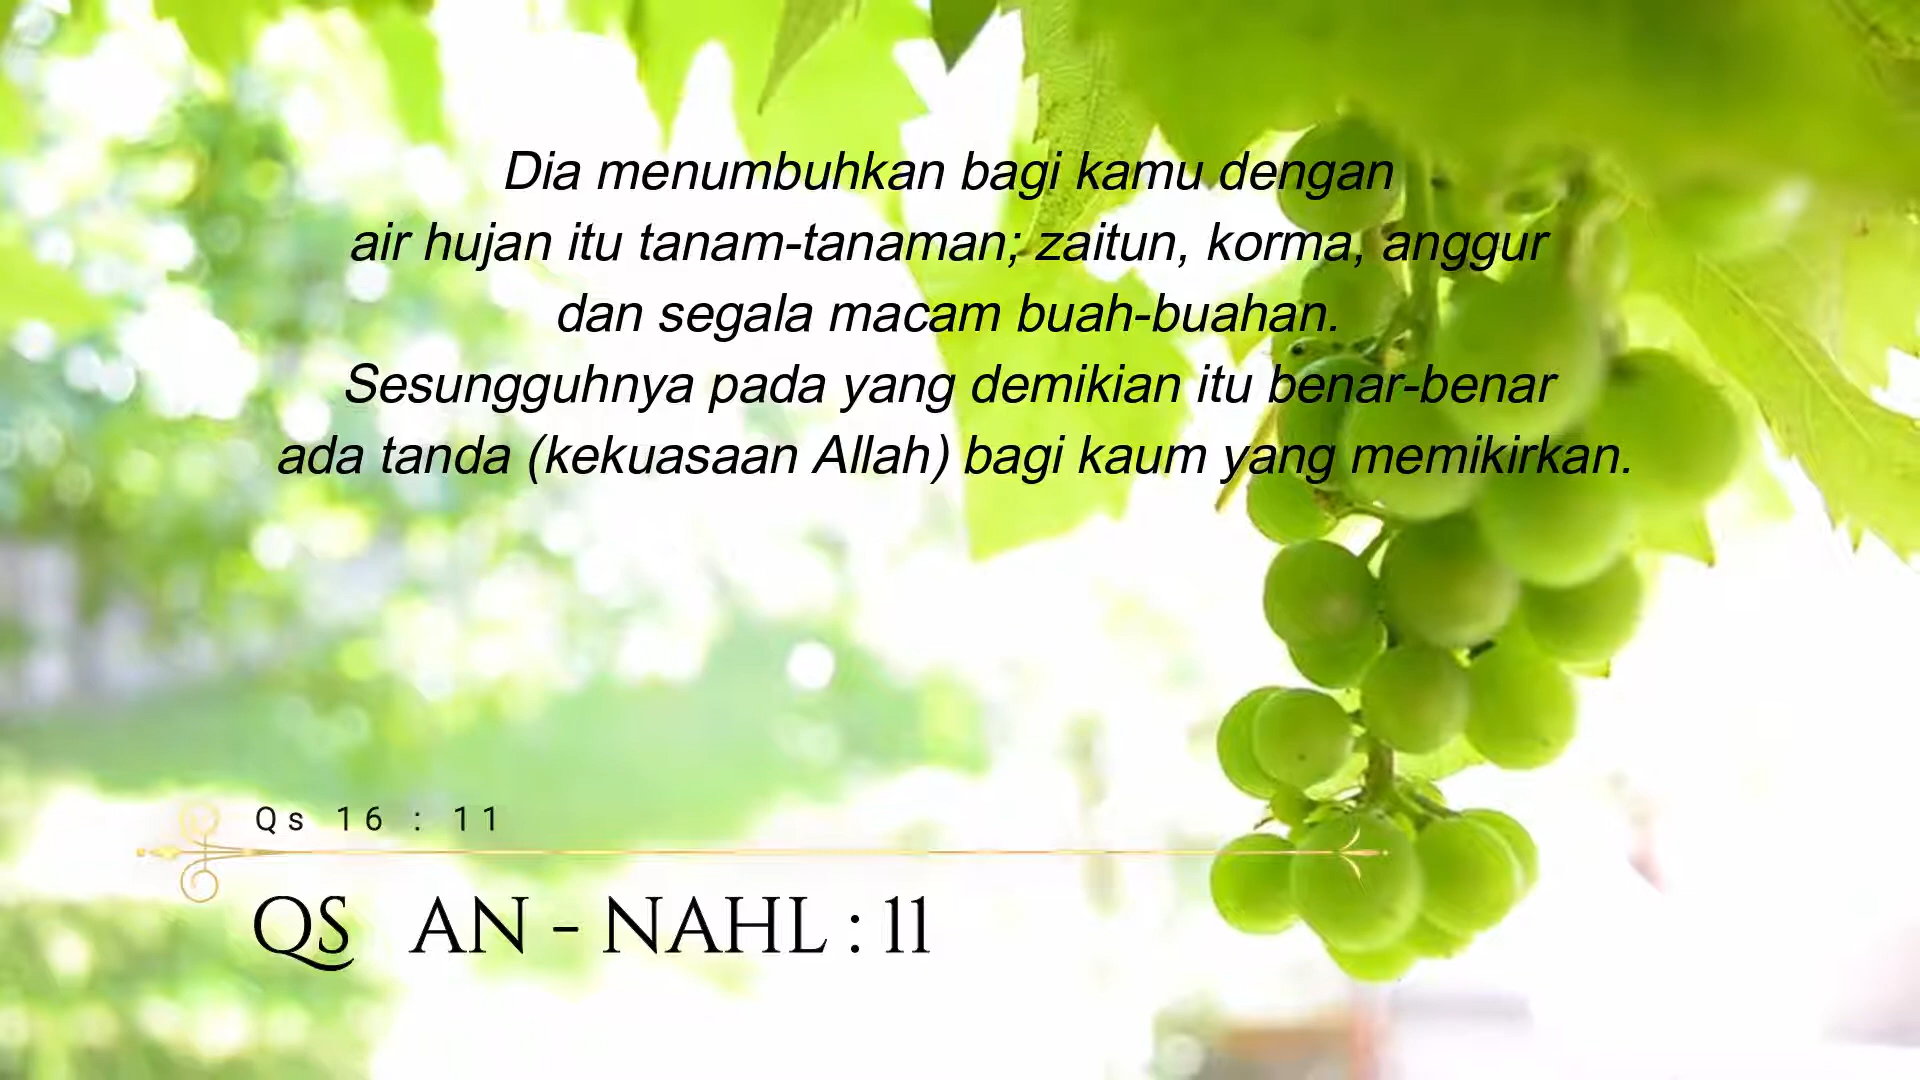 Dia menumbuhkan bagi kamu dengan
air hujan itu tanam-tanaman; zaitun, korma, anggur
dan segala macam buah-buahan.
Sesungguhnya pada yang demikian itu benar-benar
ada tanda (kekuasaan Allah) bagi kaum yang memikirkan.
Qs 16 : 11
QS AN - NAHL : 11